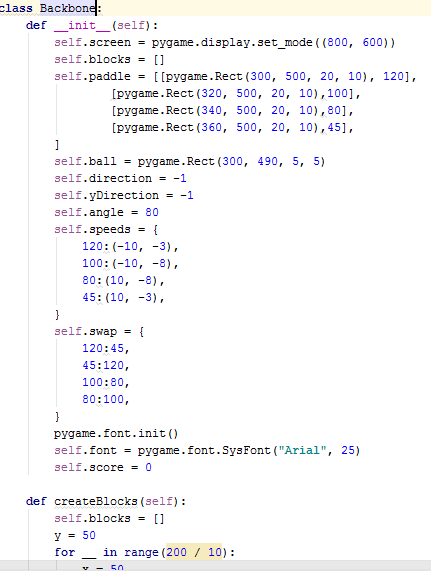 class Backbone:
    def __init__(self):
        self.screen = pygame.display.set_mode((800, 600))
        self.blocks = []
        self.paddle = [[pygame.Rect(300, 500, 20, 10), 120],
                [pygame.Rect(320, 500, 20, 10),100],
                [pygame.Rect(340, 500, 20, 10),80],
                [pygame.Rect(360, 500, 20, 10),45],
        ]
        self.ball = pygame.Rect(300, 490, 5, 5)
        self.direction = -1
        self.yDirection = -1
        self.angle = 80
        self.speeds = {
            120:(-10, -3),
            100:(-10, -8),
            80:(10, -8),
            45:(10, -3),
        }
        self.swap = {
            120:45,
            45:120,
            100:80,
            80:100,
        }
        pygame.font.init()
        self.font = pygame.font.SysFont("Arial", 25)
        self.score = 0
    def createBlocks(self):
        self.blocks = []
        y = 50
        for __ in range(200 / 10):
            x = 50